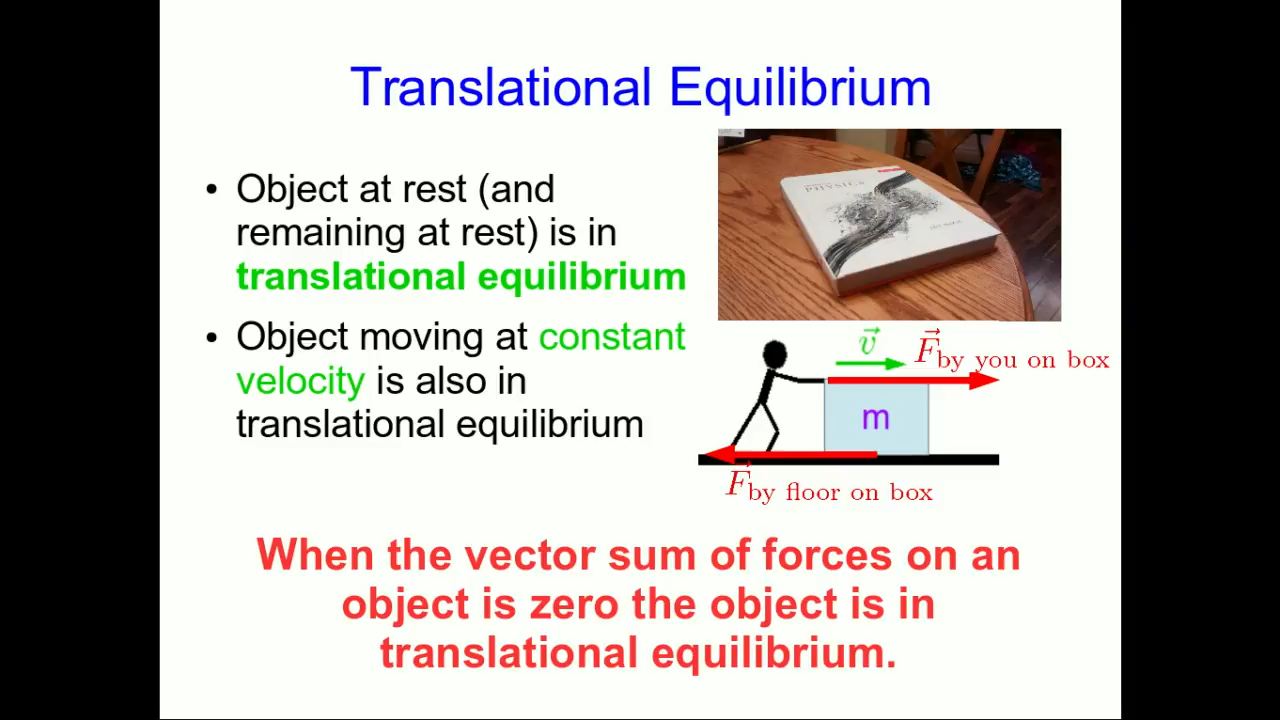 Translational Equilibrium
• Object at rest (and
remaining at rest) is in
translational equilibrium
• Object moving at constant
velocity is also in
translational equilibrium
PHYSICS
v⃗
F⃗ by you on box
m
F⃗ by floor on box
When the vector sum of forces on an
object is zero the object is in
translational equilibrium.